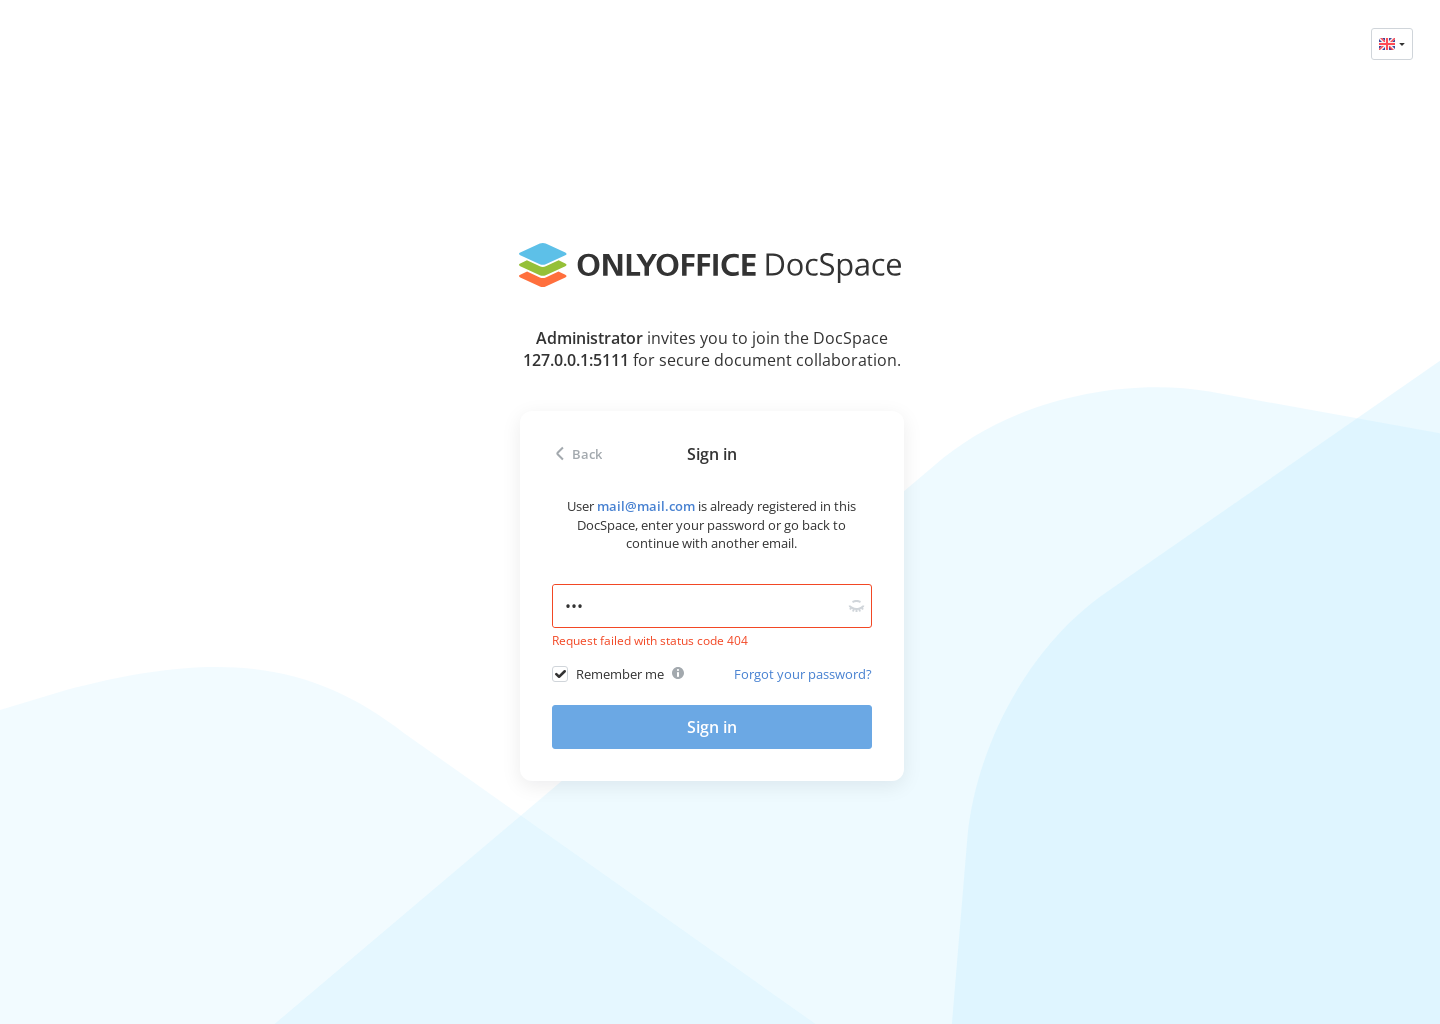 ONLYOFFICE DocSpace
Administrator invites you to join the DocSpace
127.0.0.1:5111 for secure document collaboration.
Back
Sign in
User mail@mail.com is already registered in this
DocSpace, enter your password or go back to
continue with another email.
•••
Request failed with status code 404
Remember me
Forgot your password?
Sign in